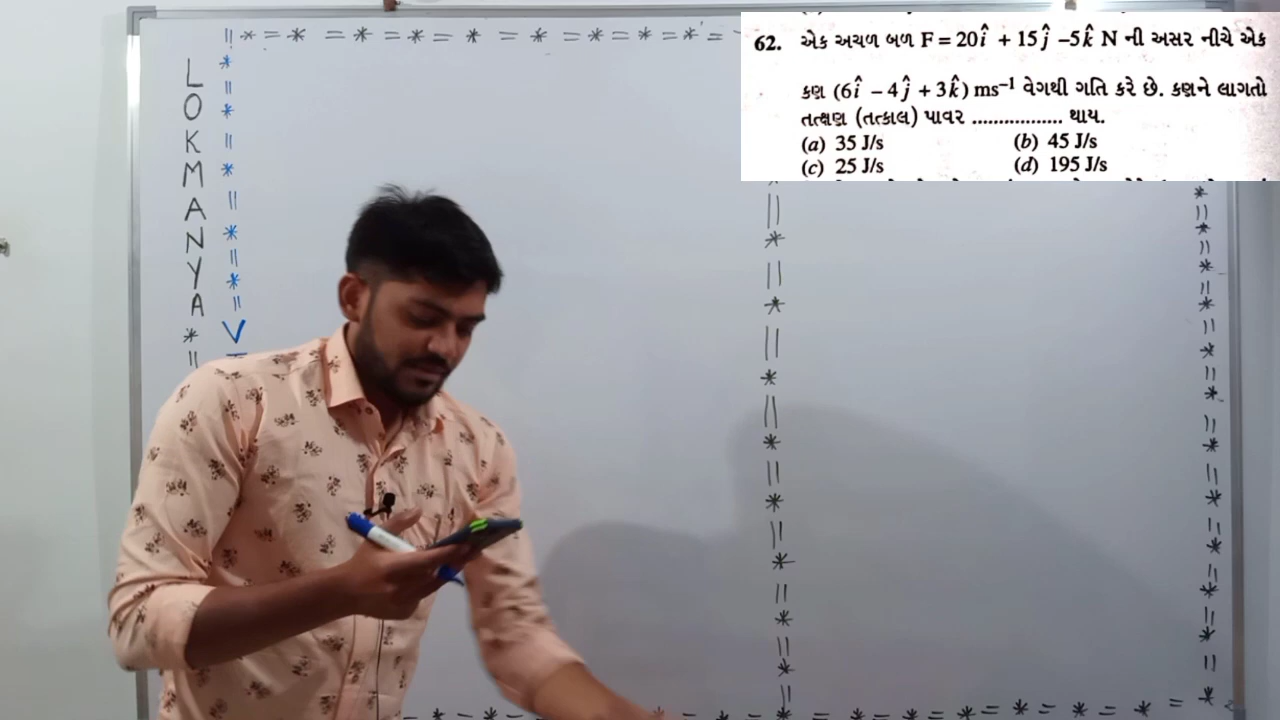 L
O
K
M
A
N
Y
A
V
62. એક અચળ બળ F = 20î + 15ĵ –5k̂ N ની અસર નીચે એક
કણ (6î – 4ĵ + 3k̂) ms⁻¹ વેગથી ગતિ કરે છે. કણને લાગતો
તત્ક્ષણ (તત્કાલ) પાવર ................. થાય.
(a) 35 J/s (b) 45 J/s
(c) 25 J/s (d) 195 J/s